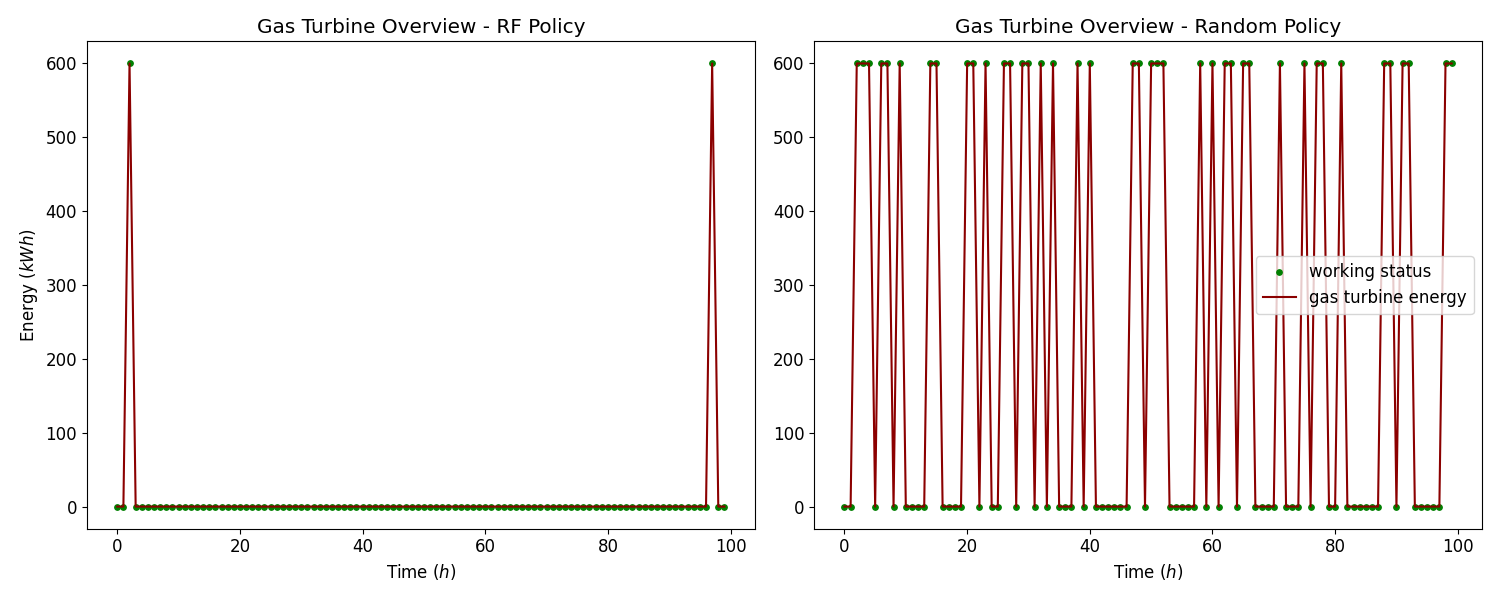 Gas Turbine Overview - RF Policy
600
500
400
300
200
100
0
Energy (kWh)
0 20 40 60 80 100
Time (h)
Gas Turbine Overview - Random Policy
600
500
400
300
200
100
0
working status
gas turbine energy
0 20 40 60 80 100
Time (h)